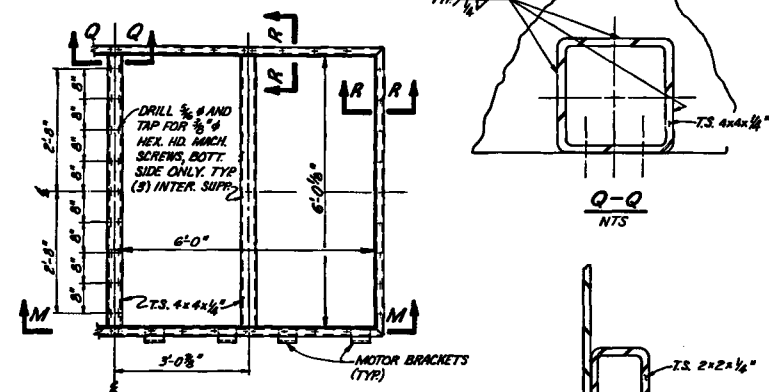 Q Q
R
R
R R
8"
8"
8"
8"
2'-8"
DRILL 5/16 φ AND
TAP FOR 3/8" φ
HEX. HD. MACH.
SCREWS, BOTT.
SIDE ONLY. TYP
(3) INTER. SUPP.
℄
6'-0 1/8"
8"
8"
8"
8"
2'-8"
6'-0"
T.S. 4x4x1/4"
M M
3'-0 3/8"
MOTOR BRACKETS
(TYP.)
℄
1/4
T.S. 4x4x1/4"
Q-Q
NTS
T.S. 2x2x1/4"